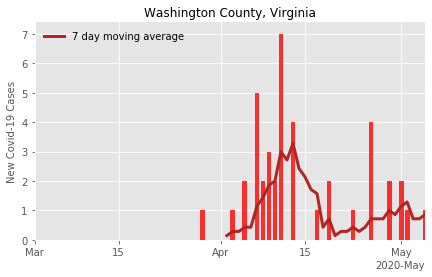 Washington County, Virginia
7 day moving average
New Covid-19 Cases
7
6
5
4
3
2
1
0
Mar 15 Apr 15 May
2020-May